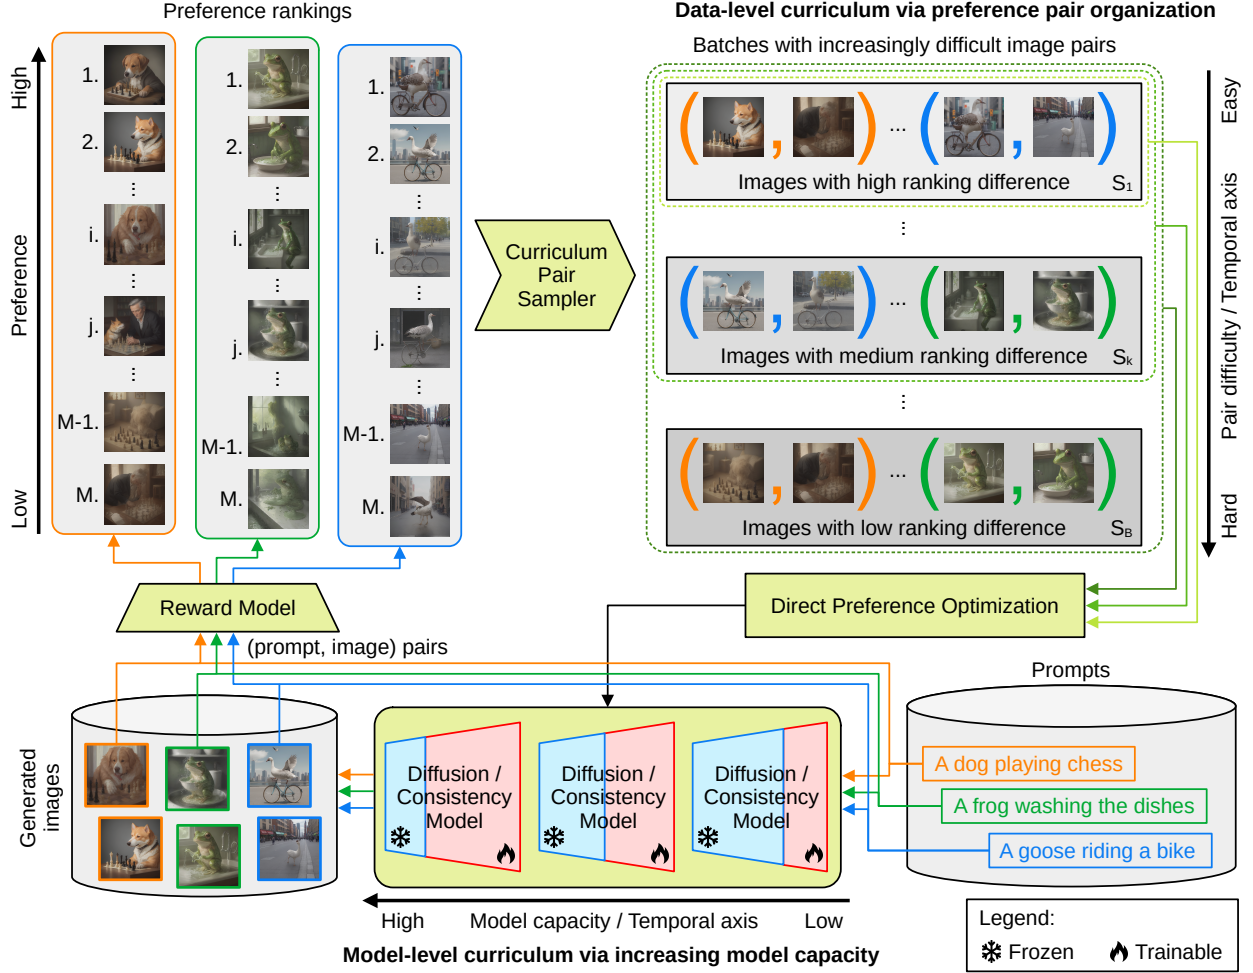 Preference rankings
Data-level curriculum via preference pair organization
Batches with increasingly difficult image pairs
High
Preference
Low
1.
2.
...
i.
...
j.
...
M-1.
M.
1.
2.
...
i.
...
j.
...
M-1.
M.
1.
2.
...
i.
...
j.
...
M-1.
M.
Curriculum
Pair
Sampler
( , ) ... ( , )
Images with high ranking difference S1
...
( , ) ... ( , )
Images with medium ranking difference Sk
...
( , ) ... ( , )
Images with low ranking difference SB
Easy
Pair difficulty / Temporal axis
Hard
Reward Model
(prompt, image) pairs
Direct Preference Optimization
Generated
images
Diffusion /
Consistency
Model
Diffusion /
Consistency
Model
Diffusion /
Consistency
Model
Prompts
A dog playing chess
A frog washing the dishes
A goose riding a bike
High Model capacity / Temporal axis Low
Model-level curriculum via increasing model capacity
Legend:
Frozen Trainable